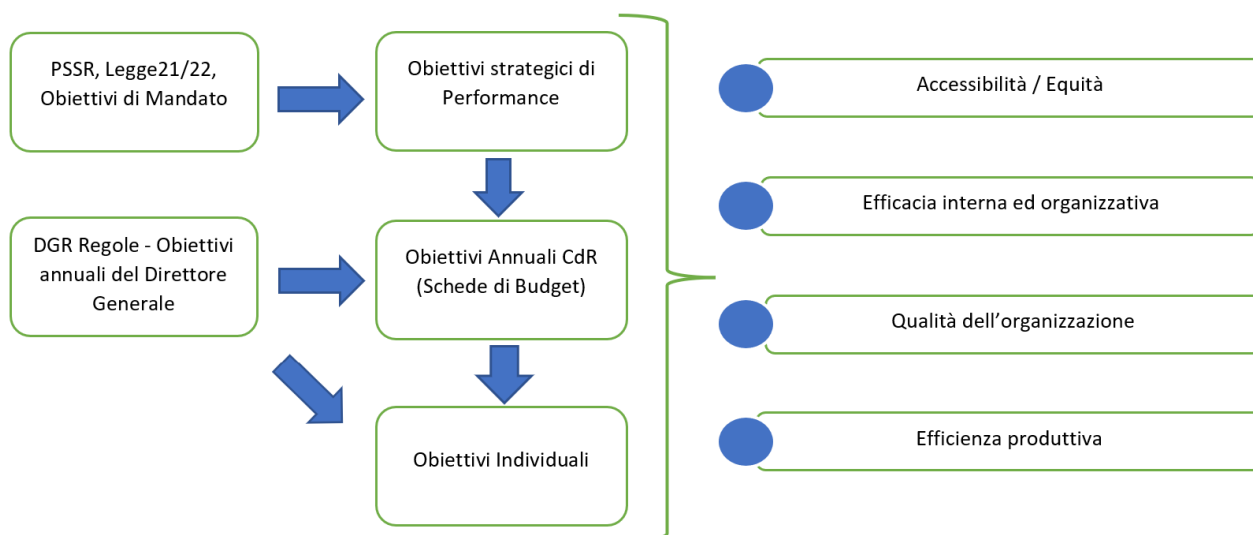 PSSR, Legge21/22,
Obiettivi di Mandato
Obiettivi strategici di
Performance
DGR Regole - Obiettivi
annuali del Direttore
Generale
Obiettivi Annuali CdR
(Schede di Budget)
Obiettivi Individuali
Accessibilità / Equità
Efficacia interna ed organizzativa
Qualità dell’organizzazione
Efficienza produttiva